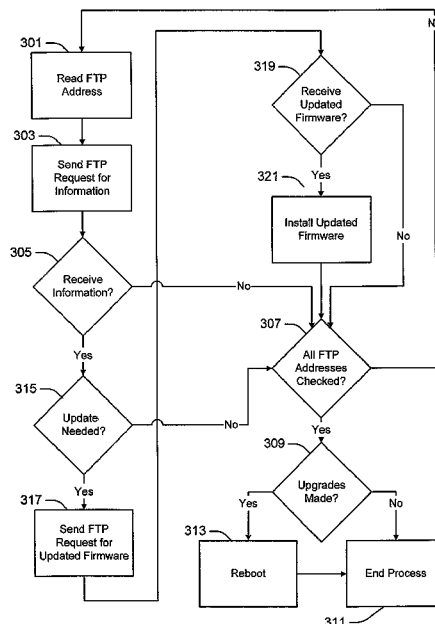 301
Read FTP
Address
303
Send FTP
Request for
Information
305
Receive
Information?
No
Yes
315
Update
Needed?
No
Yes
317
Send FTP
Request for
Updated Firmware
319
Receive
Updated
Firmware?
Yes
No
321
Install Updated
Firmware
307
All FTP
Addresses
Checked?
Yes
309
Upgrades
Made?
Yes
No
313
Reboot
End Process
311